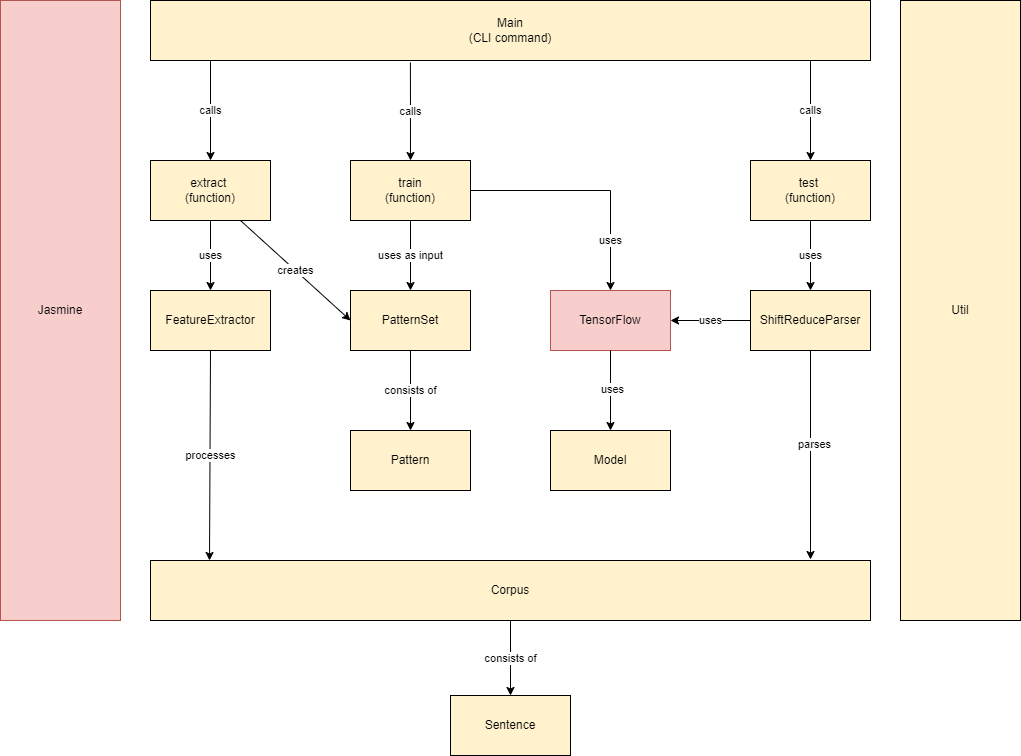 Main
(CLI command)
calls
calls
calls
extract
(function)
train
(function)
test
(function)
uses
creates
uses as input
uses
uses
Jasmine
FeatureExtractor
PatternSet
TensorFlow
uses
ShiftReduceParser
Util
consists of
uses
processes
Pattern
Model
parses
Corpus
consists of
Sentence